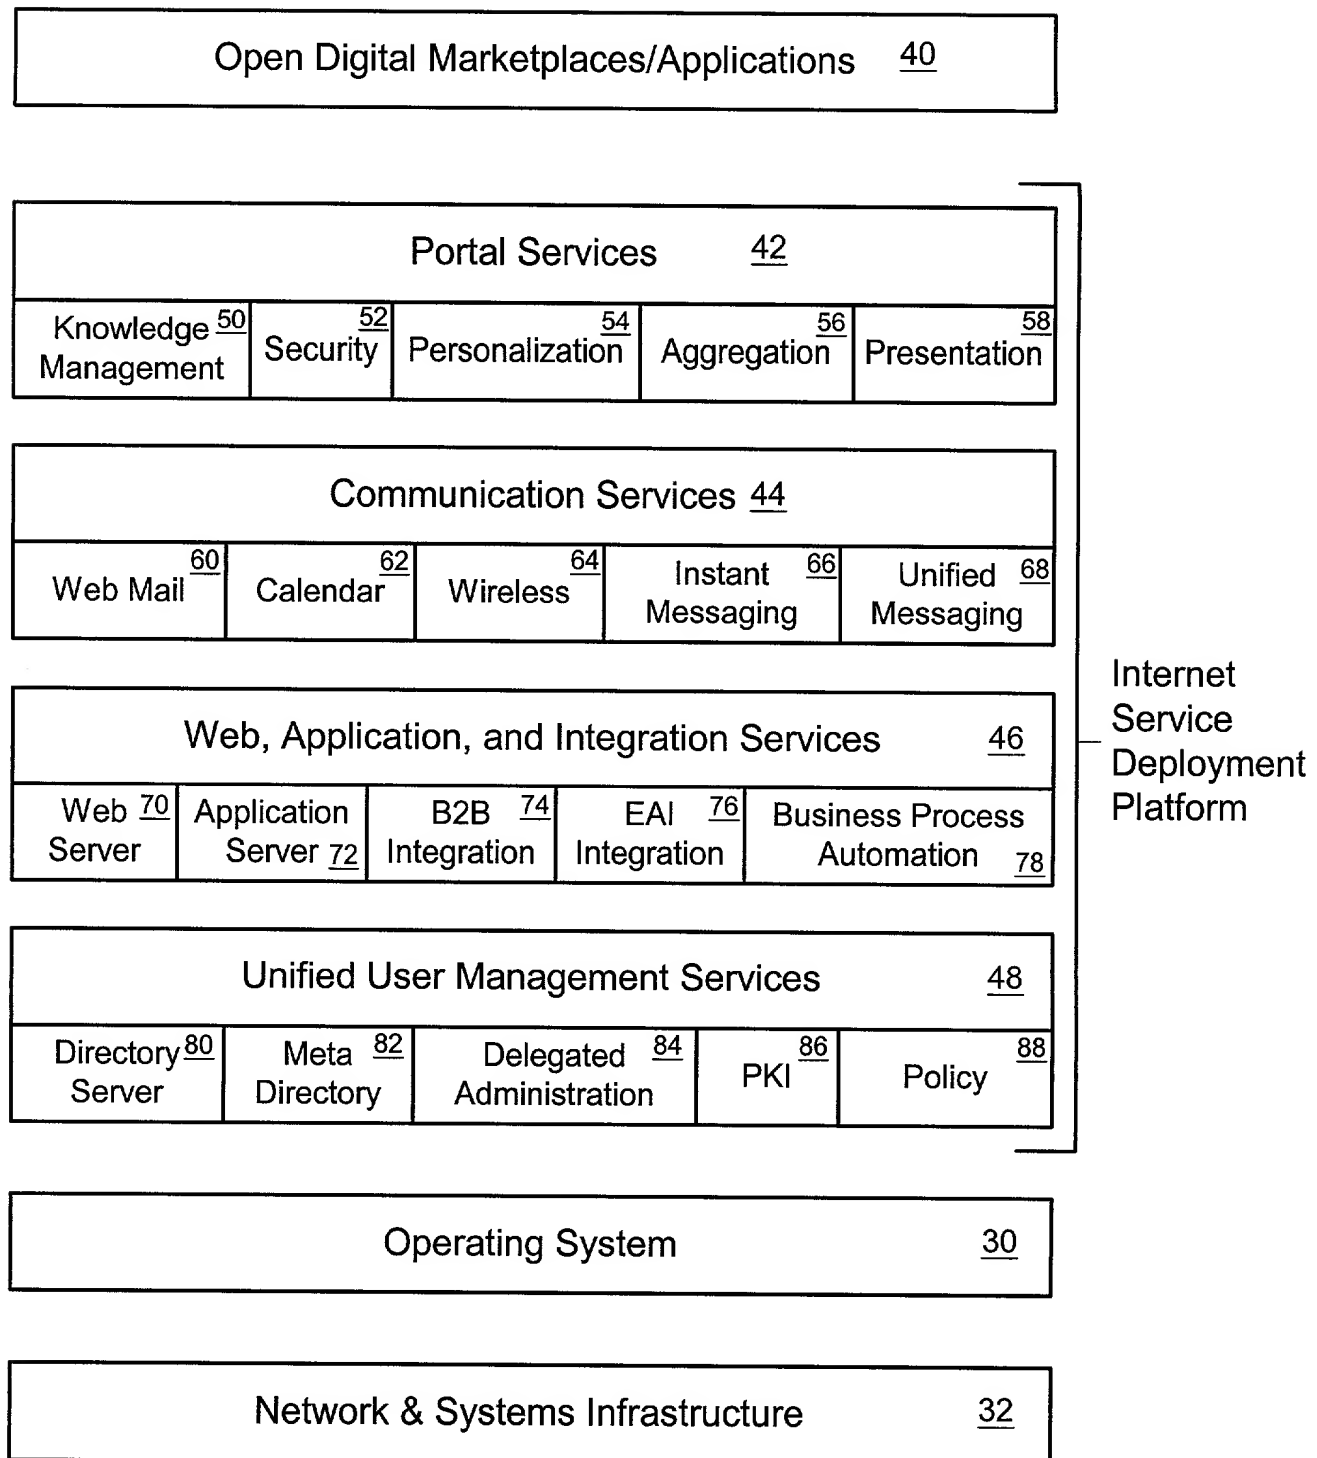 Open Digital Marketplaces/Applications 40
Portal Services 42
Knowledge 50
Management
Security 52
Personalization 54
Aggregation 56
Presentation 58
Communication Services 44
Web Mail 60
Calendar 62
Wireless 64
Instant 66
Messaging
Unified 68
Messaging
Web, Application, and Integration Services 46
Web 70
Server
Application
Server 72
B2B 74
Integration
EAI 76
Integration
Business Process
Automation 78
Unified User Management Services 48
Directory 80
Server
Meta 82
Directory
Delegated 84
Administration
PKI 86
Policy 88
Internet
Service
Deployment
Platform
Operating System 30
Network & Systems Infrastructure 32